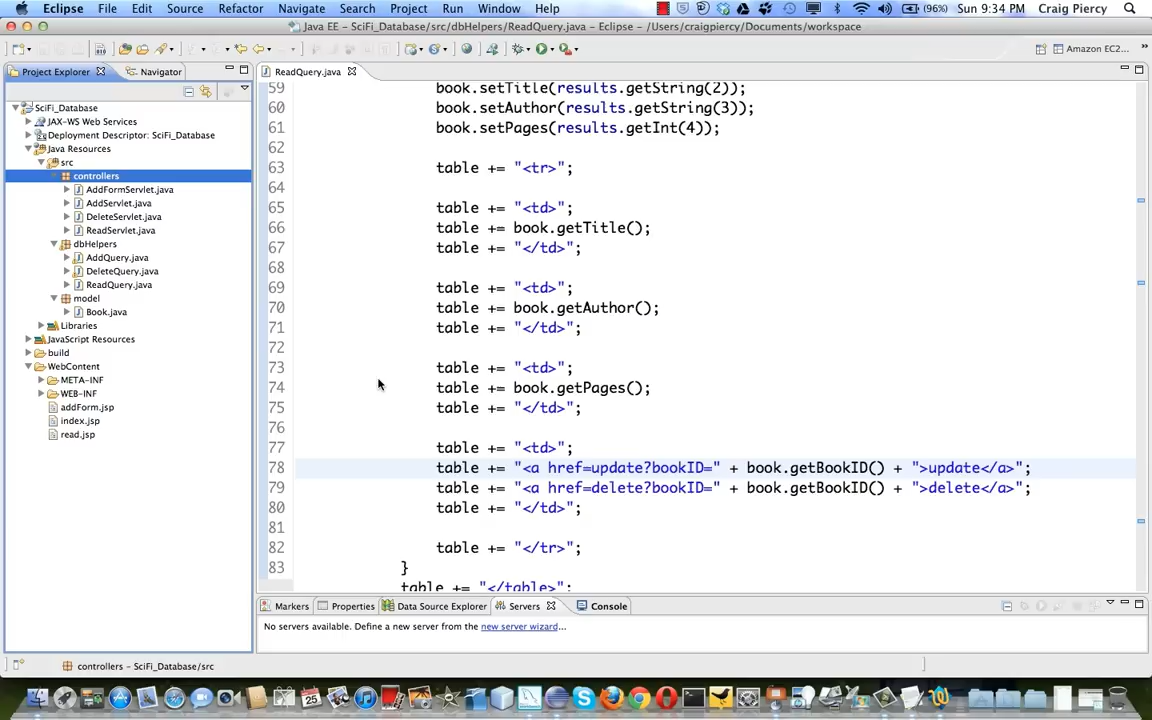 Eclipse File Edit Source Refactor Navigate Search Project Run Window Help (96%) Sun 9:34 PM Craig Piercy
Java EE - SciFi_Database/src/dbHelpers/ReadQuery.java - Eclipse - /Users/craigpiercy/Documents/workspace
Amazon EC2...
Project Explorer Navigator
ReadQuery.java
SciFi_Database
JAX-WS Web Services
Deployment Descriptor: SciFi_Database
Java Resources
src
controllers
AddFormServlet.java
AddServlet.java
DeleteServlet.java
ReadServlet.java
dbHelpers
AddQuery.java
DeleteQuery.java
ReadQuery.java
model
Book.java
Libraries
JavaScript Resources
build
WebContent
META-INF
WEB-INF
addForm.jsp
index.jsp
read.jsp
59 book.setTitle(results.getString(2));
60 book.setAuthor(results.getString(3));
61 book.setPages(results.getInt(4));
62
63 table += "<tr>";
64
65 table += "<td>";
66 table += book.getTitle();
67 table += "</td>";
68
69 table += "<td>";
70 table += book.getAuthor();
71 table += "</td>";
72
73 table += "<td>";
74 table += book.getPages();
75 table += "</td>";
76
77 table += "<td>";
78 table += "<a href=update?bookID=" + book.getBookID() + ">update</a>";
79 table += "<a href=delete?bookID=" + book.getBookID() + ">delete</a>";
80 table += "</td>";
81
82 table += "</tr>";
83 }
table += "</table>";
Markers Properties Data Source Explorer Servers Console
No servers available. Define a new server from the new server wizard...
controllers - SciFi_Database/src